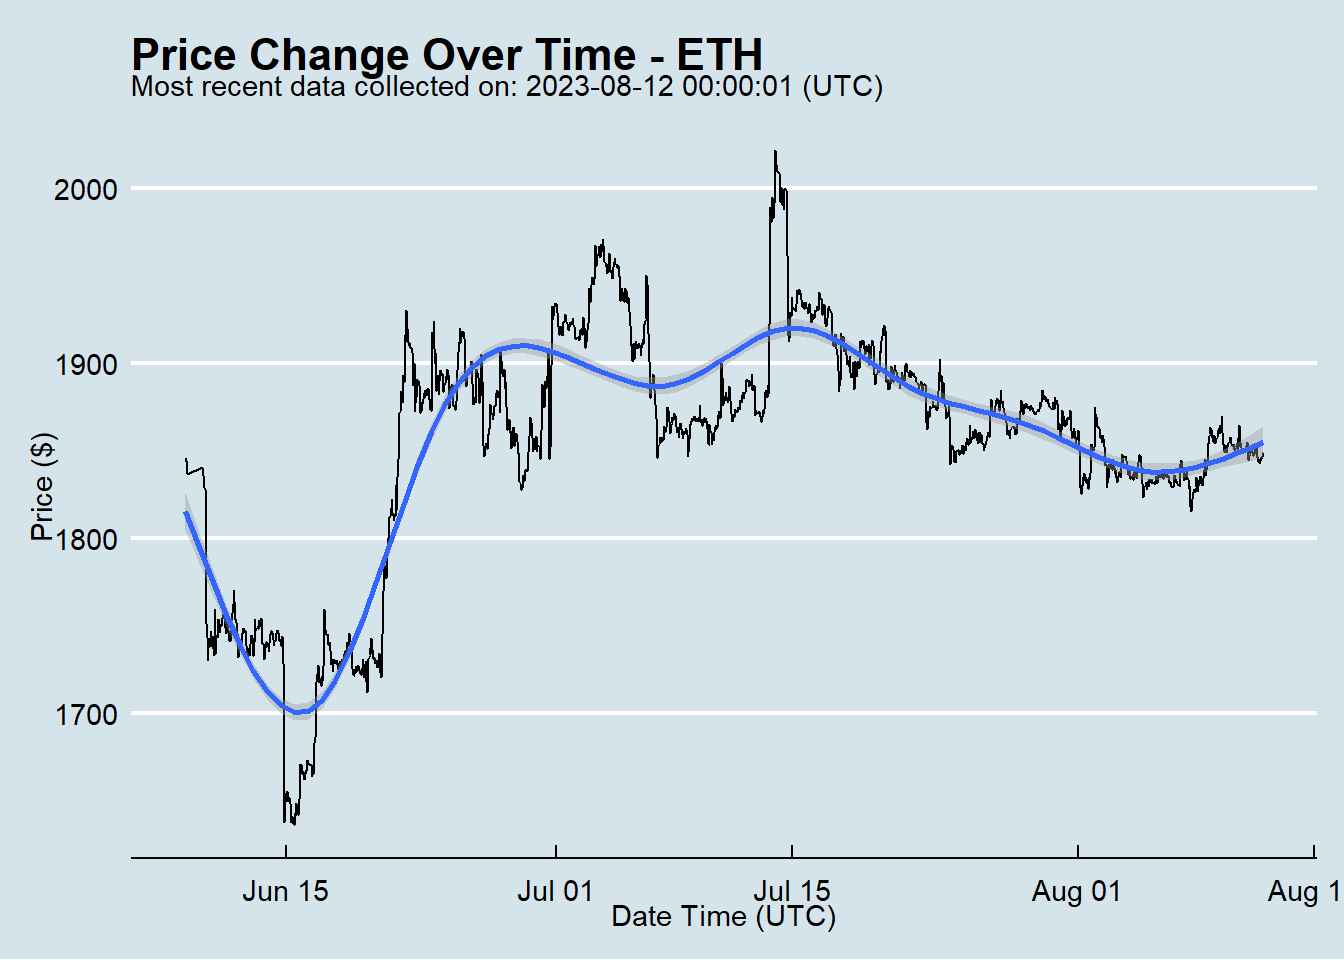 Price Change Over Time - ETH
Most recent data collected on: 2023-08-12 00:00:01 (UTC)
2000
1900
1800
1700
Price ($)
Jun 15
Jul 01
Jul 15
Aug 01
Aug 1
Date Time (UTC)